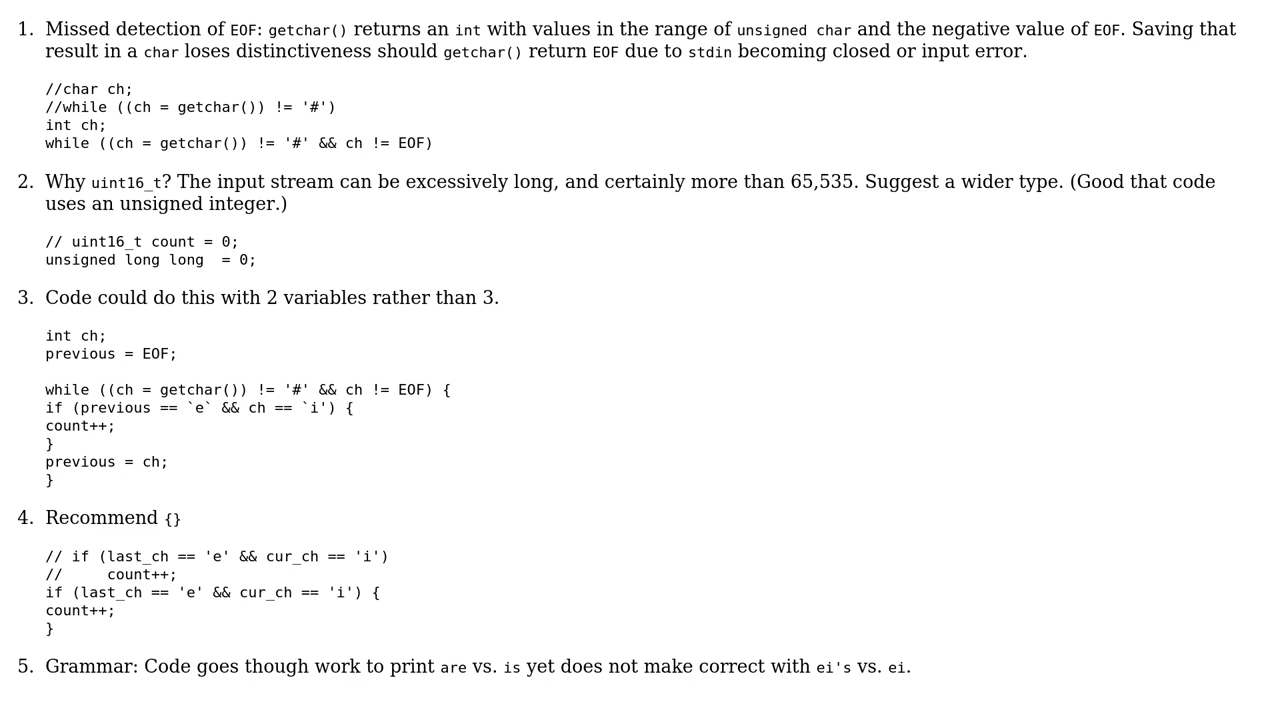 1. Missed detection of EOF: getchar() returns an int with values in the range of unsigned char and the negative value of EOF. Saving that
result in a char loses distinctiveness should getchar() return EOF due to stdin becoming closed or input error.
//char ch;
//while ((ch = getchar()) != '#')
int ch;
while ((ch = getchar()) != '#' && ch != EOF)
2. Why uint16_t? The input stream can be excessively long, and certainly more than 65,535. Suggest a wider type. (Good that code
uses an unsigned integer.)
// uint16_t count = 0;
unsigned long long  = 0;
3. Code could do this with 2 variables rather than 3.
int ch;
previous = EOF;
while ((ch = getchar()) != '#' && ch != EOF) {
if (previous == `e` && ch == `i') {
count++;
}
previous = ch;
}
4. Recommend {}
// if (last_ch == 'e' && cur_ch == 'i')
//     count++;
if (last_ch == 'e' && cur_ch == 'i') {
count++;
}
5. Grammar: Code goes though work to print are vs. is yet does not make correct with ei's vs. ei.